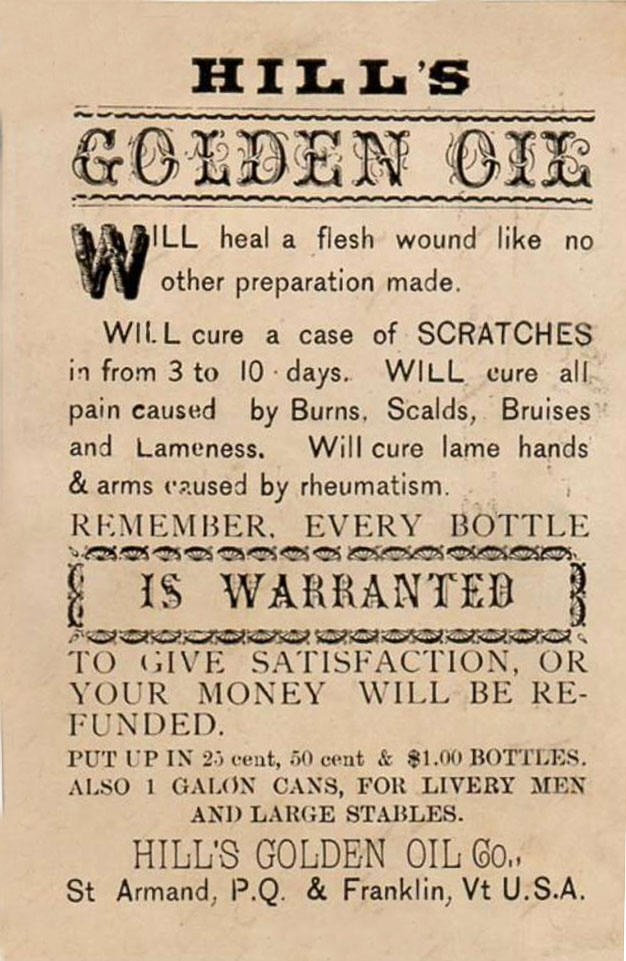 HILL'S
GOLDEN OIL
WILL heal a flesh wound like no
other preparation made.
WILL cure a case of SCRATCHES
in from 3 to 10 days. WILL cure all
pain caused by Burns, Scalds, Bruises
and Lameness. Will cure lame hands
& arms caused by rheumatism.
REMEMBER, EVERY BOTTLE
IS WARRANTED
TO GIVE SATISFACTION, OR
YOUR MONEY WILL BE RE-
FUNDED.
PUT UP IN 25 cent, 50 cent & $1.00 BOTTLES.
ALSO 1 GALON CANS, FOR LIVERY MEN
AND LARGE STABLES.
HILL'S GOLDEN OIL Co.,
St Armand, P.Q. & Franklin, Vt U.S.A.